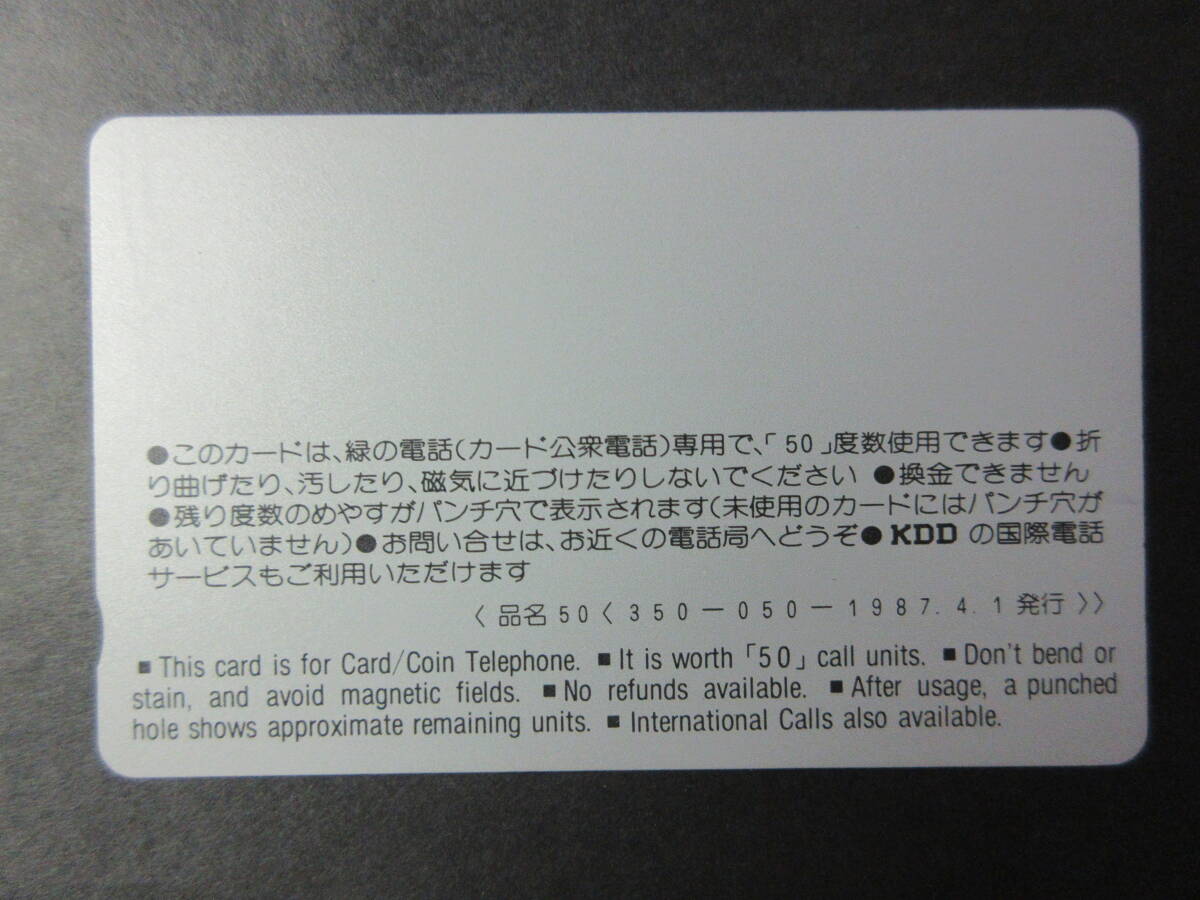 ●このカードは、緑の電話(カード公衆電話)専用で、「50」度数使用できます●折
り曲げたり、汚したり、磁気に近づけたりしないでください ●換金できません
●残り度数のめやすがパンチ穴で表示されます(未使用のカードにはパンチ穴が
あいていません)●お問い合せは、お近くの電話局へどうぞ●KDDの国際電話
サービスもご利用いただけます
〈 品名50〈350−050−1987.4.1発行〉〉
■This card is for Card/Coin Telephone. ■It is worth「50」call units. ■Don't bend or
stain, and avoid magnetic fields. ■No refunds available. ■After usage, a punched
hole shows approximate remaining units. ■International Calls also available.